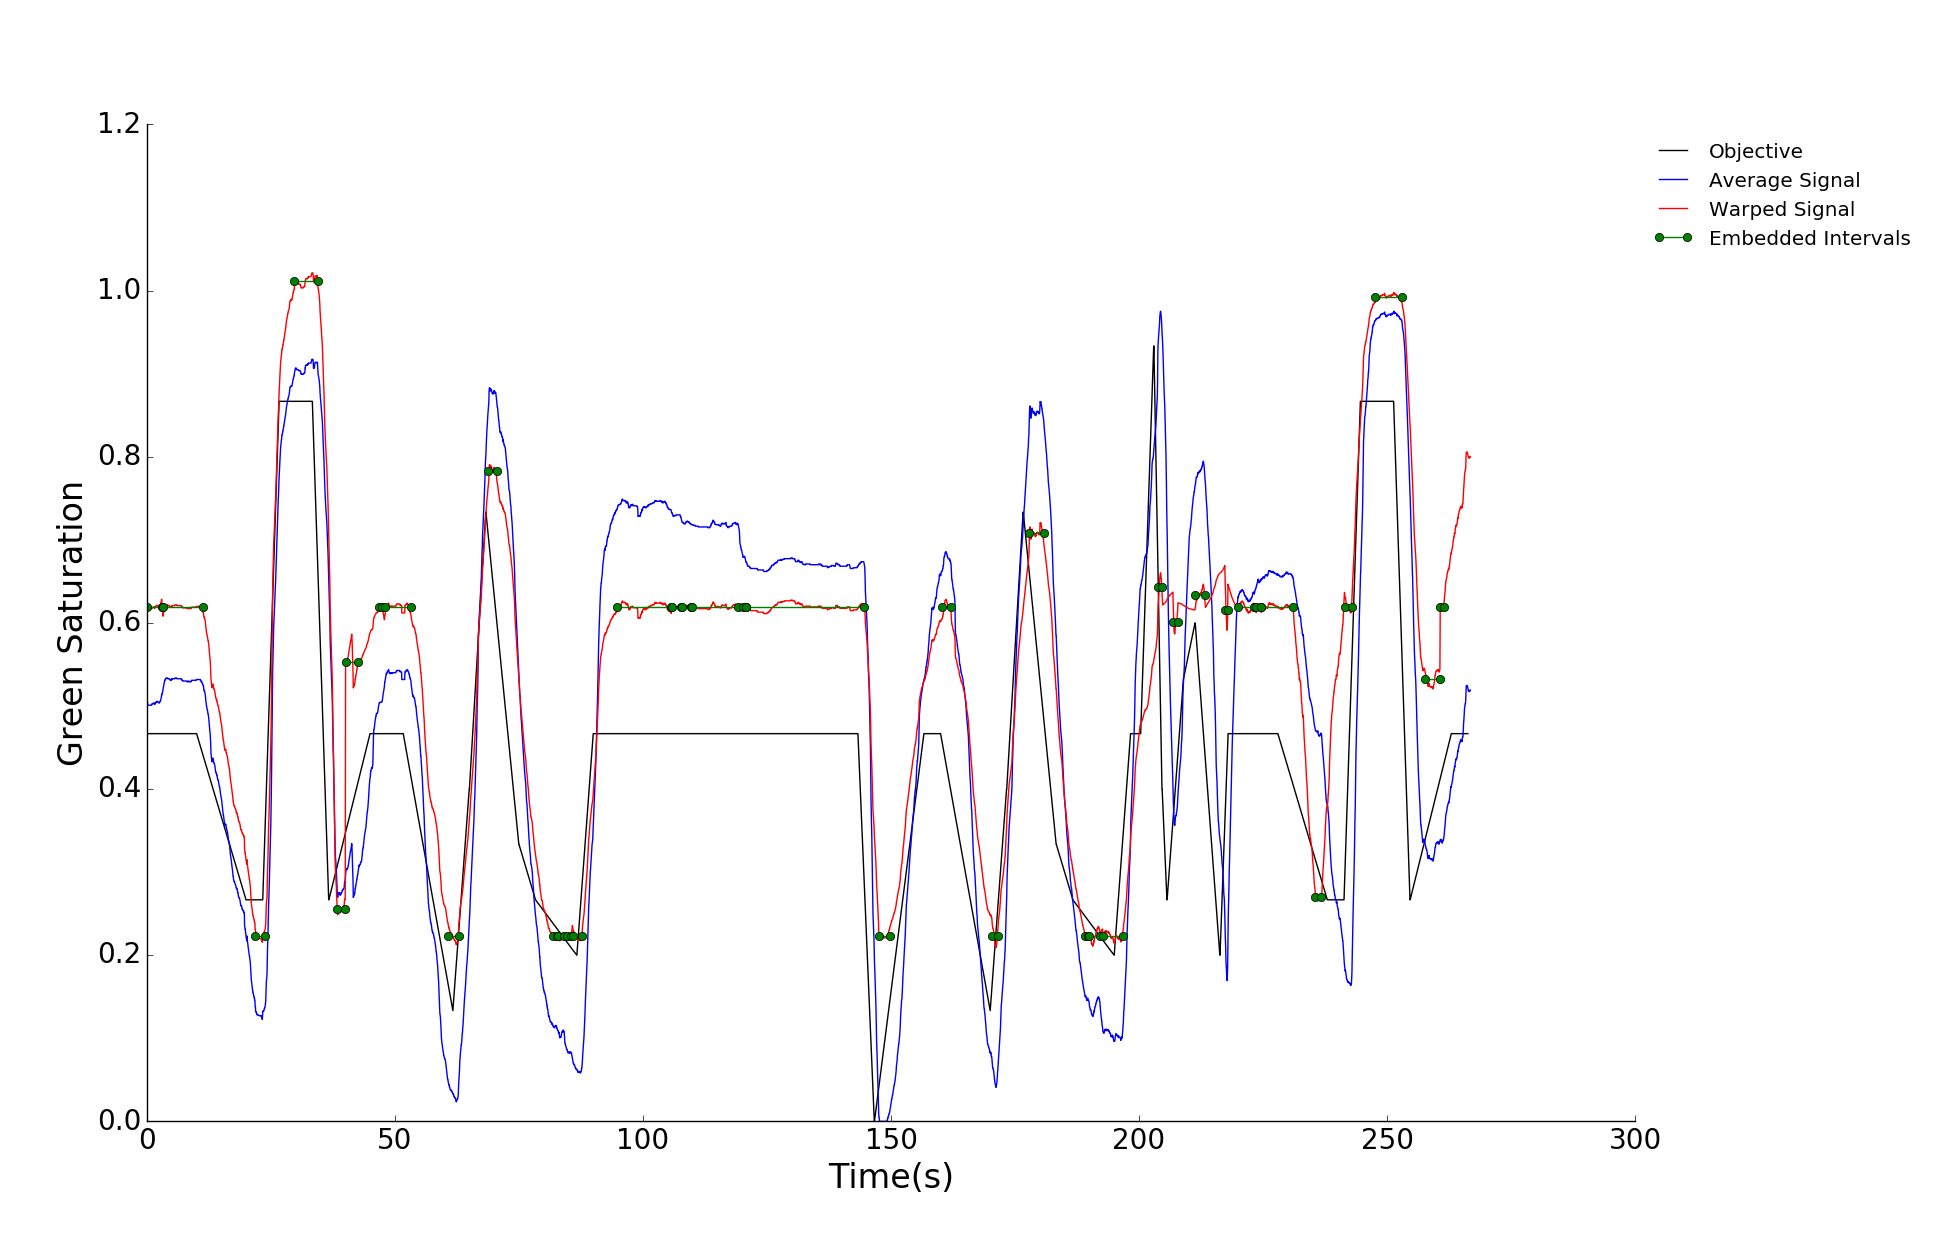 1.2
1.0
0.8
0.6
0.4
0.2
0.0
Green Saturation
0 50 100 150 200 250 300
Time(s)
Objective
Average Signal
Warped Signal
Embedded Intervals